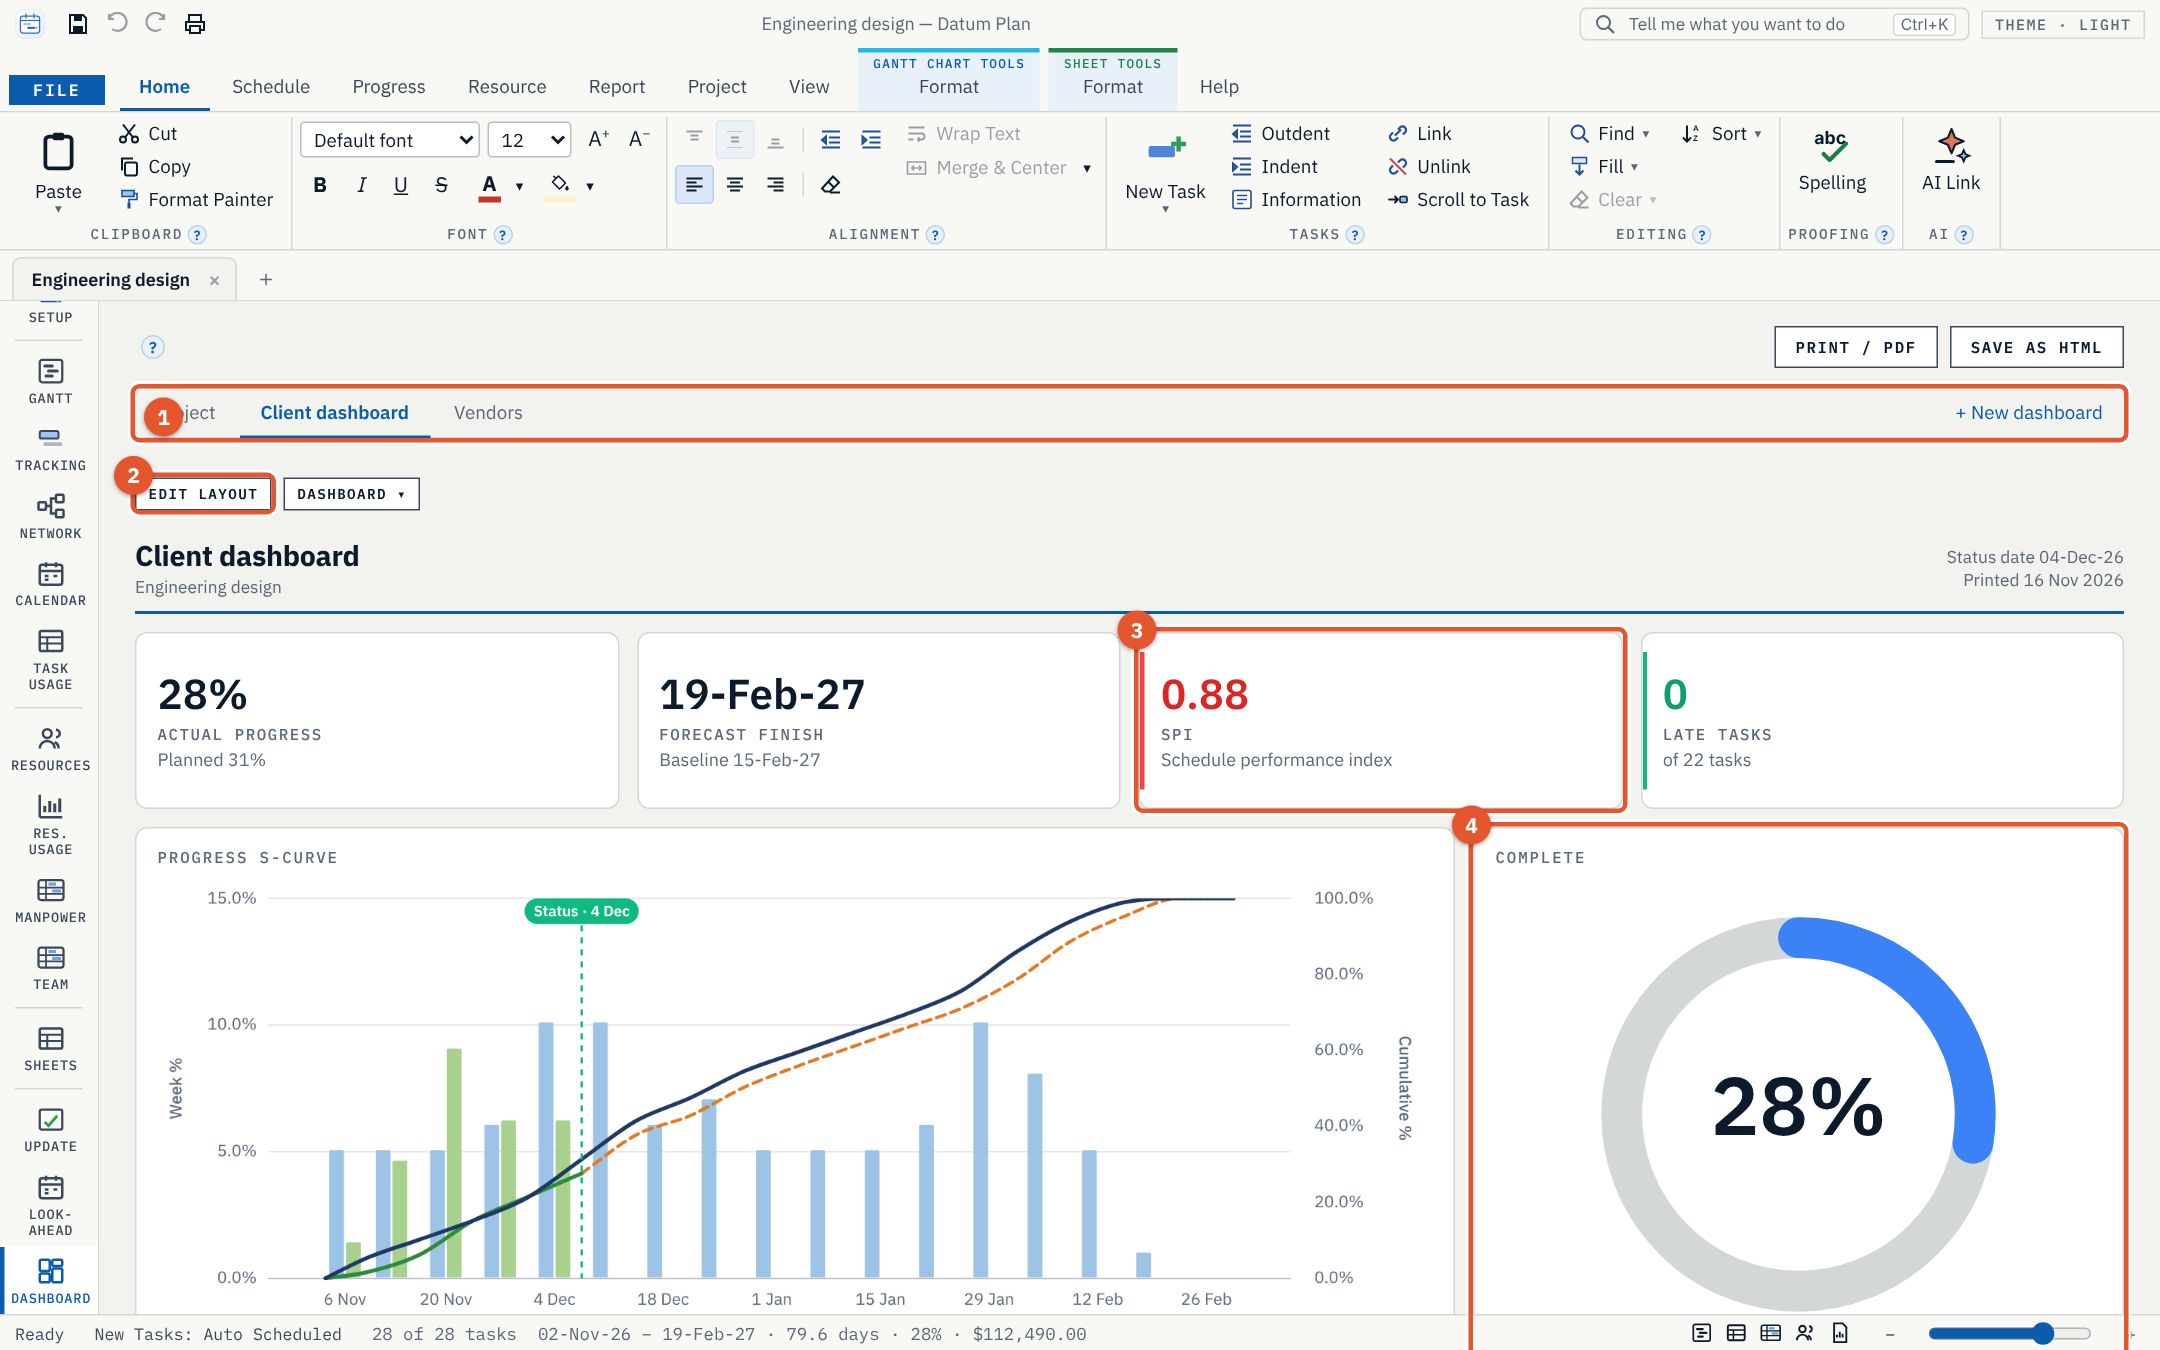 Engineering design — Datum Plan
Tell me what you want to do Ctrl+K
THEME · LIGHT
GANTT CHART TOOLS
SHEET TOOLS
FILE Home Schedule Progress Resource Report Project View Format Format Help
Paste
Cut
Copy
Format Painter
CLIPBOARD ?
Default font 12 A+ A−
B I U S A
FONT ?
Wrap Text
Merge & Center
ALIGNMENT ?
New Task
Outdent
Indent
Information
Link
Unlink
Scroll to Task
TASKS ?
Find
Fill
Clear
Sort
EDITING ?
abc
Spelling
PROOFING ?
AI Link
AI ?
Engineering design × +
SETUP
GANTT
TRACKING
NETWORK
CALENDAR
TASK
USAGE
RESOURCES
RES.
USAGE
MANPOWER
TEAM
SHEETS
UPDATE
LOOK-
AHEAD
DASHBOARD
?
PRINT / PDF
SAVE AS HTML
1
ject Client dashboard Vendors
+ New dashboard
2
EDIT LAYOUT
DASHBOARD
Client dashboard
Engineering design
Status date 04-Dec-26
Printed 16 Nov 2026
28%
ACTUAL PROGRESS
Planned 31%
19-Feb-27
FORECAST FINISH
Baseline 15-Feb-27
3
0.88
SPI
Schedule performance index
0
LATE TASKS
of 22 tasks
PROGRESS S-CURVE
15.0%
10.0%
5.0%
0.0%
Week %
Status · 4 Dec
100.0%
80.0%
60.0%
40.0%
20.0%
0.0%
Cumulative %
6 Nov 20 Nov 4 Dec 18 Dec 1 Jan 15 Jan 29 Jan 12 Feb 26 Feb
4
COMPLETE
28%
Ready New Tasks: Auto Scheduled 28 of 28 tasks 02-Nov-26 – 19-Feb-27 · 79.6 days · 28% · $112,490.00